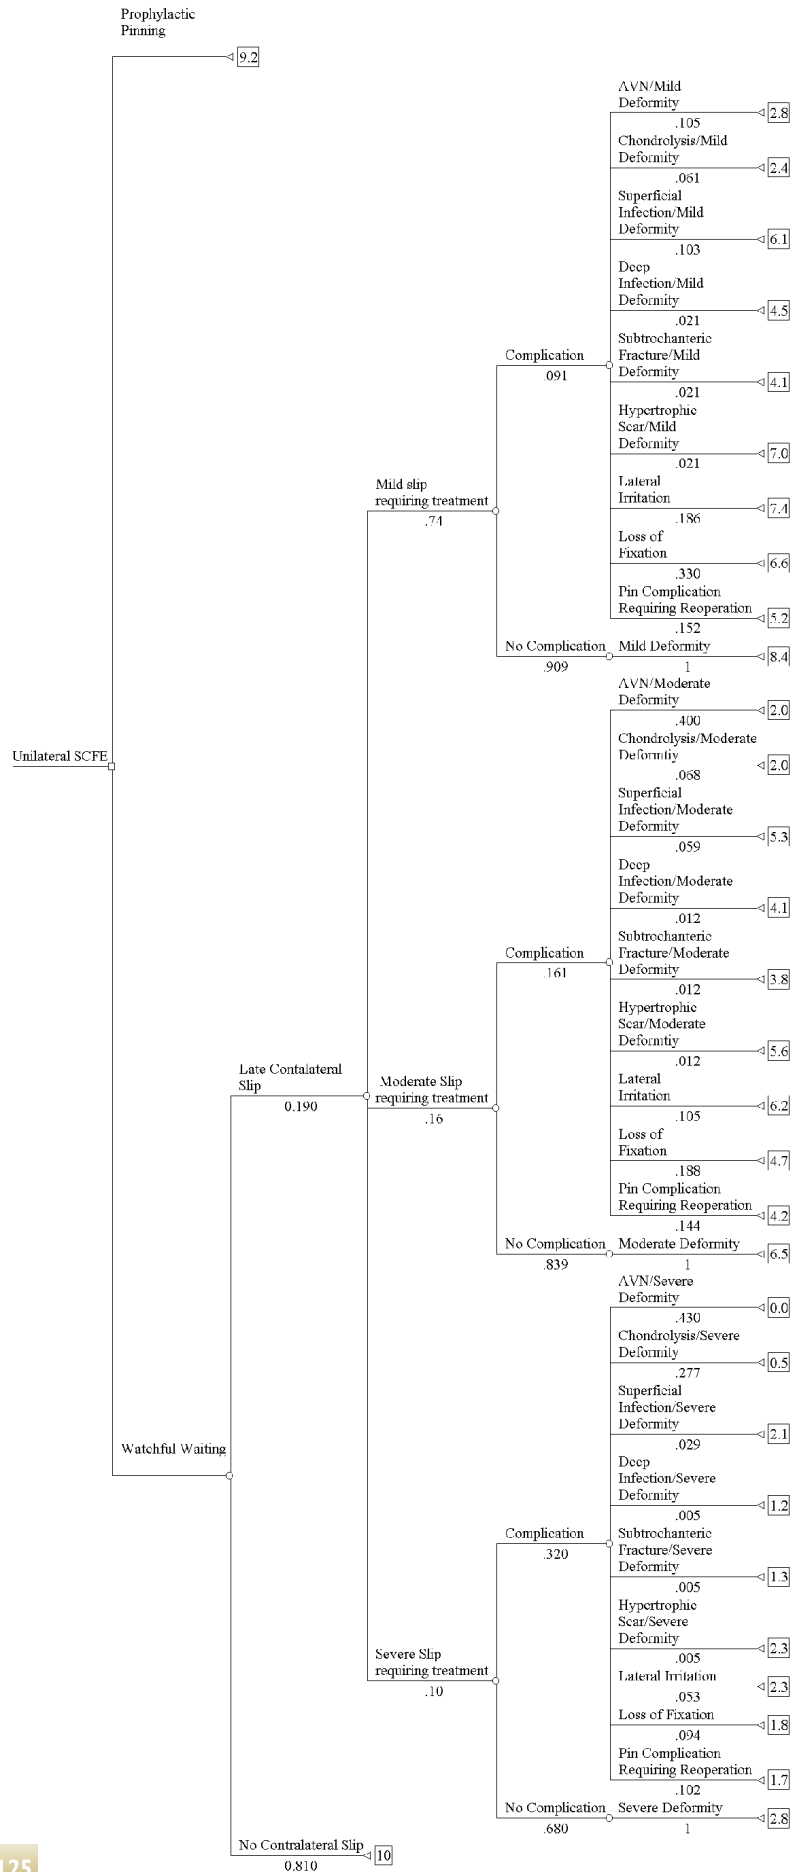 Prophylactic
Pinning
9.2
AVN/Mild
Deformity
2.8
.105
Chondrolysis/Mild
Deformity
2.4
.061
Superficial
Infection/Mild
Deformity
6.1
.103
Deep
Infection/Mild
Deformity
4.5
.021
Subtrochanteric
Fracture/Mild
Deformity
4.1
.021
Complication
.091
Hypertrophic
Scar/Mild
Deformity
7.0
.021
Lateral
Irritation
7.4
.186
Loss of
Fixation
6.6
.330
Pin Complication
Requiring Reoperation
5.2
.152
Mild slip
requiring treatment
.74
No Complication
.909
Mild Deformity
8.4
1
AVN/Moderate
Deformity
2.0
.400
Chondrolysis/Moderate
Deformtiy
2.0
.068
Unilateral SCFE
Superficial
Infection/Moderate
Deformity
5.3
.059
Deep
Infection/Moderate
Deformity
4.1
.012
Subtrochanteric
Fracture/Moderate
Deformity
3.8
.012
Complication
.161
Hypertrophic
Scar/Moderate
Deformtiy
5.6
.012
Lateral
Irritation
6.2
.105
Loss of
Fixation
4.7
.188
Pin Complication
Requiring Reoperation
4.2
.144
Late Contalateral
Slip
0.190
Moderate Slip
requiring treatment
.16
No Complication
.839
Moderate Deformity
6.5
1
AVN/Severe
Deformity
0.0
.430
Chondrolysis/Severe
Deformity
0.5
.277
Superficial
Infection/Severe
Deformity
2.1
.029
Watchful Waiting
Deep
Infection/Severe
Deformity
1.2
.005
Complication
.320
Subtrochanteric
Fracture/Severe
Deformity
1.3
.005
Hypertrophic
Scar/Severe
Deformity
2.3
.005
Lateral Irritation
2.3
.053
Loss of Fixation
1.8
.094
Pin Complication
Requiring Reoperation
1.7
.102
Severe Slip
requiring treatment
.10
No Complication
.680
Severe Deformity
2.8
1
No Contralateral Slip
10
0.810
125